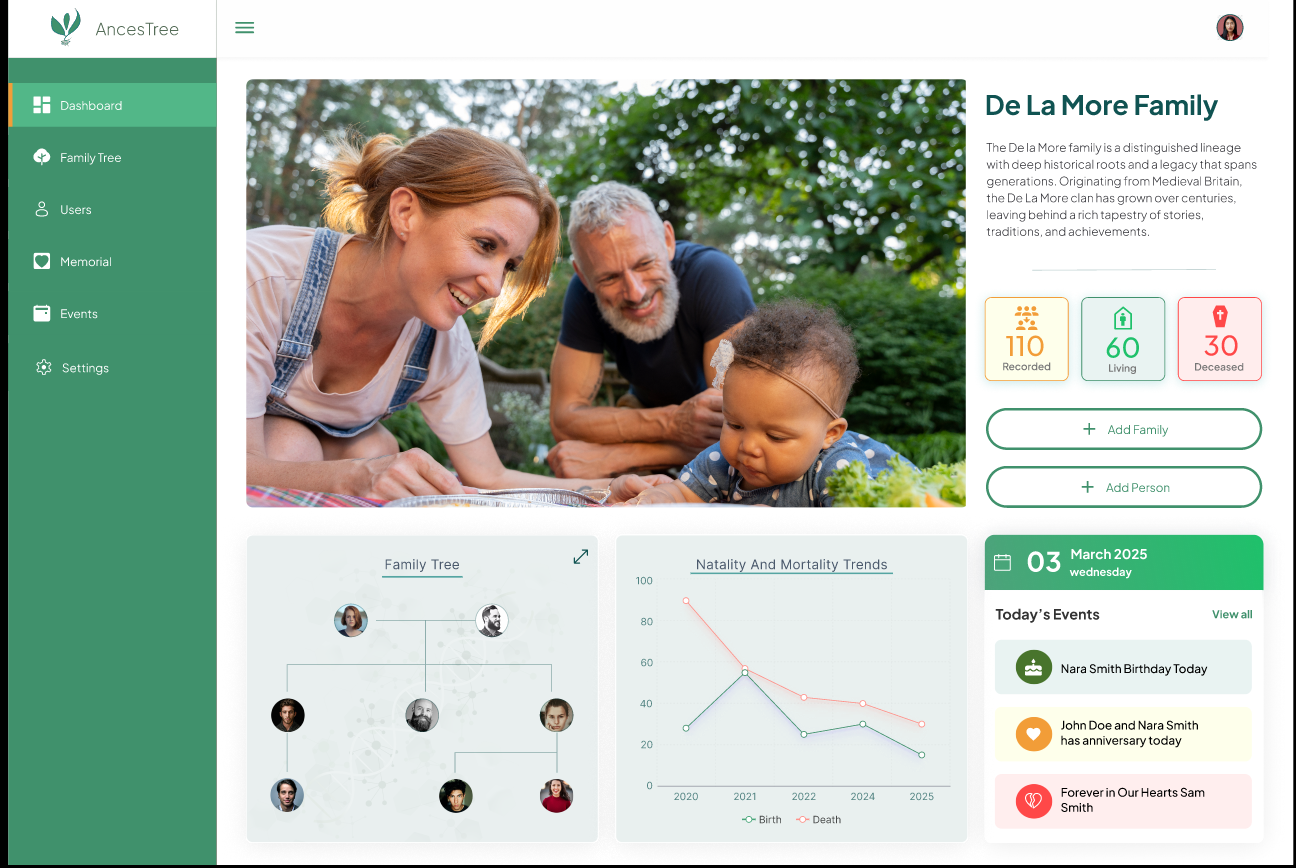 AncesTree
Dashboard
Family Tree
Users
Memorial
Events
Settings
De La More Family
The De la More family is a distinguished lineage
with deep historical roots and a legacy that spans
generations. Originating from Medieval Britain,
the De La More clan has grown over centuries,
leaving behind a rich tapestry of stories,
traditions, and achievements.
110
Recorded
60
Living
30
Deceased
+ Add Family
+ Add Person
Family Tree
Natality And Mortality Trends
100
80
60
40
20
0
2020 2021 2022 2024 2025
Birth Death
03
March 2025
wednesday
Today’s Events View all
Nara Smith Birthday Today
John Doe and Nara Smith
has anniversary today
Forever in Our Hearts Sam
Smith